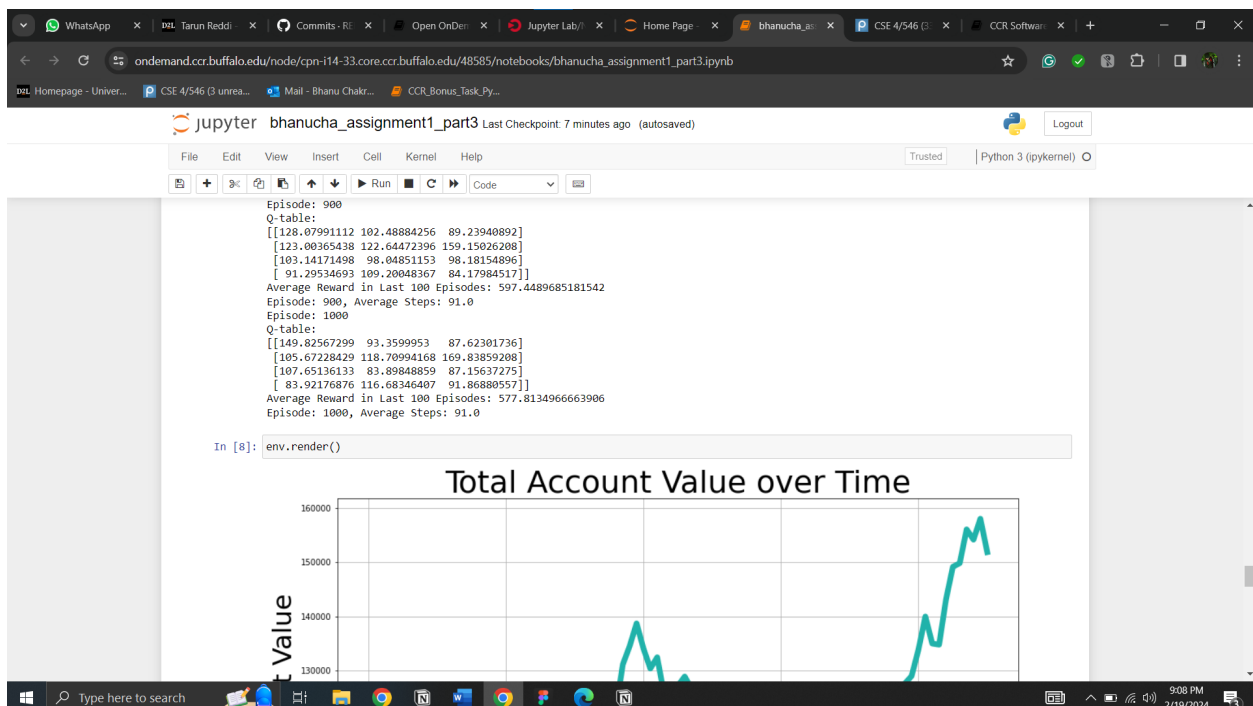 WhatsApp
Tarun Reddi -
Commits · RE
Open OnDem
Jupyter Lab/
Home Page -
bhanucha_as
CSE 4/546 (3
CCR Softwar
ondemand.ccr.buffalo.edu/node/cpn-i14-33.core.ccr.buffalo.edu/48585/notebooks/bhanucha_assignment1_part3.ipynb
D2L Homepage - Univer... CSE 4/546 (3 unrea... Mail - Bhanu Chakr... CCR_Bonus_Task_Py...
jupyter bhanucha_assignment1_part3 Last Checkpoint: 7 minutes ago (autosaved) Logout
File Edit View Insert Cell Kernel Help Trusted Python 3 (ipykernel)
Run Code
Episode: 900
Q-table:
[[128.07991112 102.48884256  89.23940892]
[123.00365438 122.64472396 159.15026208]
[103.14171498  98.04851153  98.18154896]
[ 91.29534693 109.20048367  84.17984517]]
Average Reward in Last 100 Episodes: 597.4489685181542
Episode: 900, Average Steps: 91.0
Episode: 1000
Q-table:
[[149.82567299  93.3599953   87.62301736]
[105.67228429 118.70994168 169.83859208]
[107.65136133  83.89848859  87.15637275]
[ 83.92176876 116.68346407  91.86880557]]
Average Reward in Last 100 Episodes: 577.8134966663906
Episode: 1000, Average Steps: 91.0
In [8]: env.render()
Total Account Value over Time
160000
150000
140000
130000
t Value
Type here to search
9:08 PM
2/19/2024